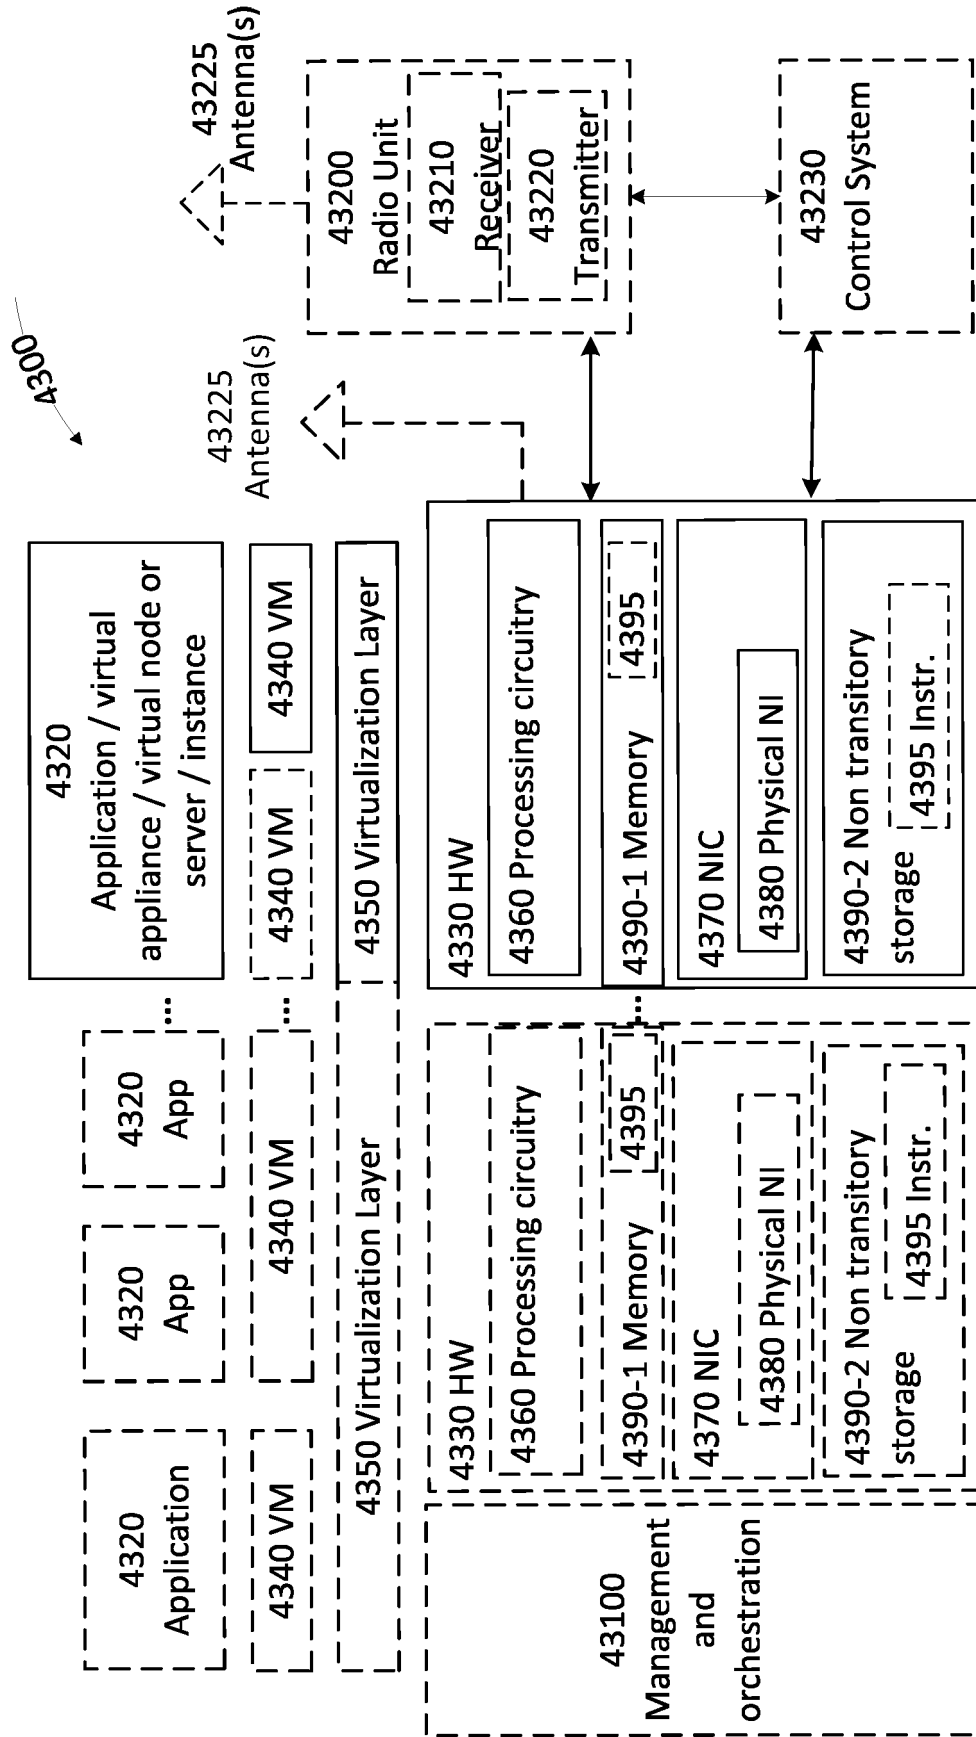 4300
4320
Application
4320
App
4320
App
...
4320
Application / virtual
appliance / virtual node or
server / instance
43225
Antenna(s)
43225
Antenna(s)
4340 VM
4340 VM
...
4340 VM
4340 VM
4350 Virtualization Layer
4350 Virtualization Layer
43100
Management
and
orchestration
4330 HW
4360 Processing circuitry
4390-1 Memory
4395
4370 NIC
4380 Physical NI
4390-2 Non transitory
storage
4395 Instr.
...
4330 HW
4360 Processing circuitry
4390-1 Memory
4395
4370 NIC
4380 Physical NI
4390-2 Non transitory
storage
4395 Instr.
43200
Radio Unit
43210
Receiver
43220
Transmitter
43230
Control System